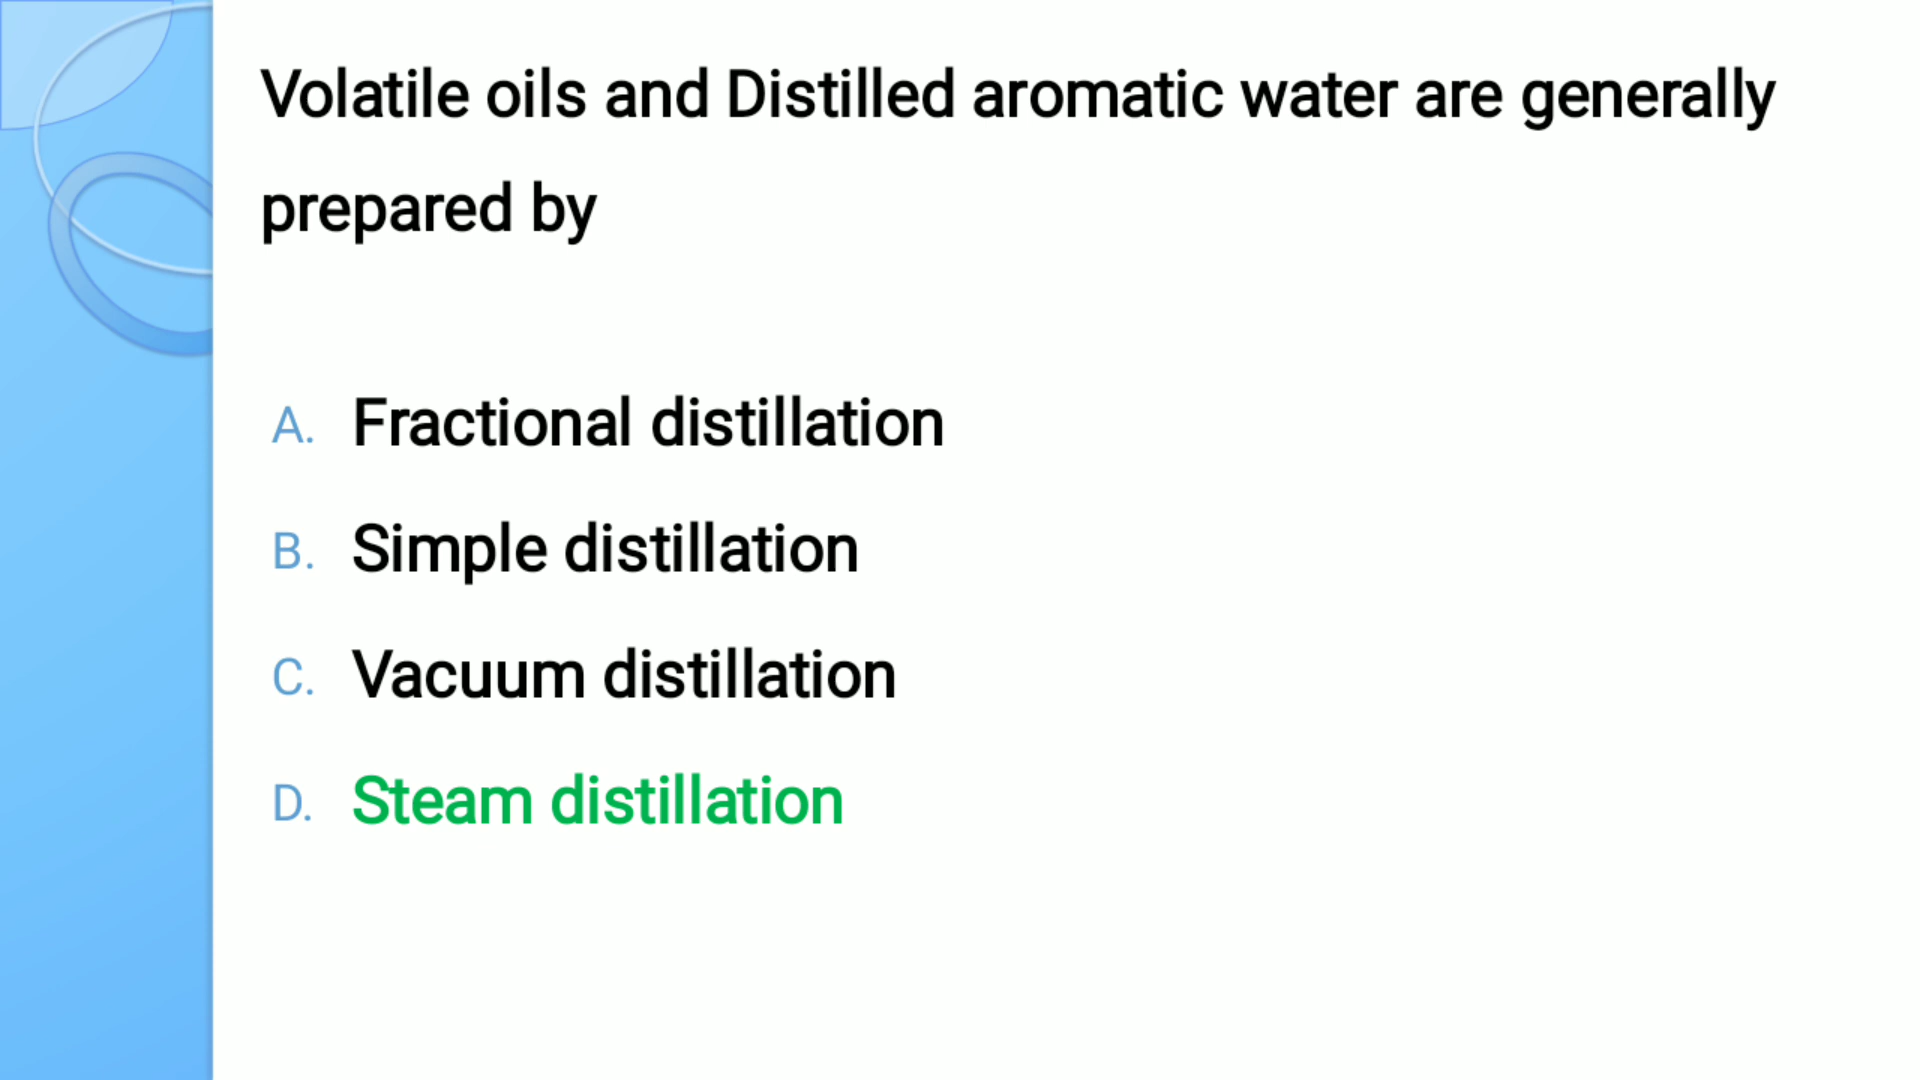 Volatile oils and Distilled aromatic water are generally
prepared by
A. Fractional distillation
B. Simple distillation
C. Vacuum distillation
D. Steam distillation